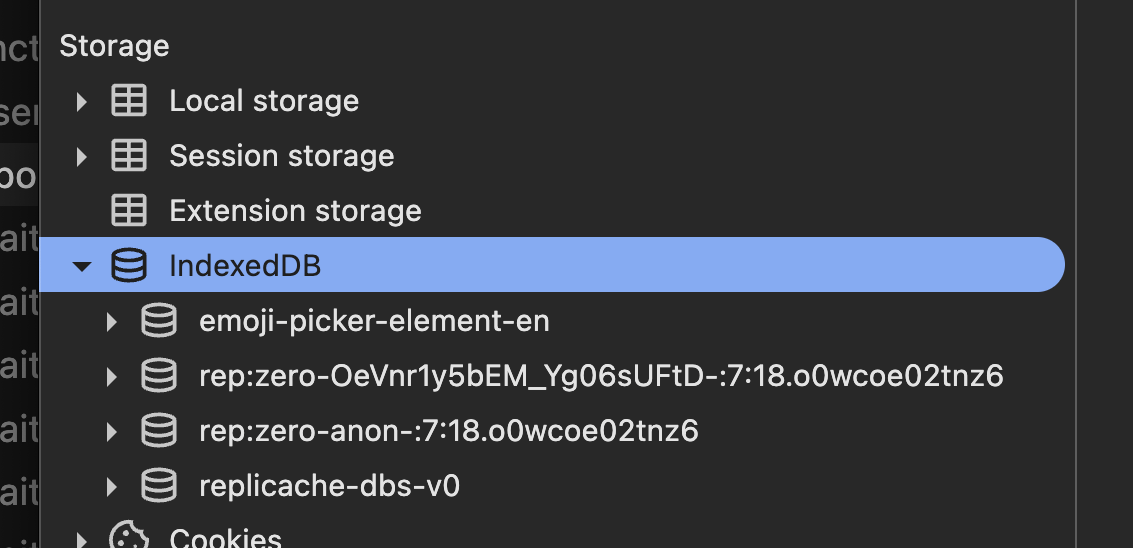 Storage
Local storage
Session storage
Extension storage
IndexedDB
emoji-picker-element-en
rep:zero-OeVnr1y5bEM_Yg06sUFtD-:7:18.o0wcoe02tnz6
rep:zero-anon-:7:18.o0wcoe02tnz6
replicache-dbs-v0
Cookies